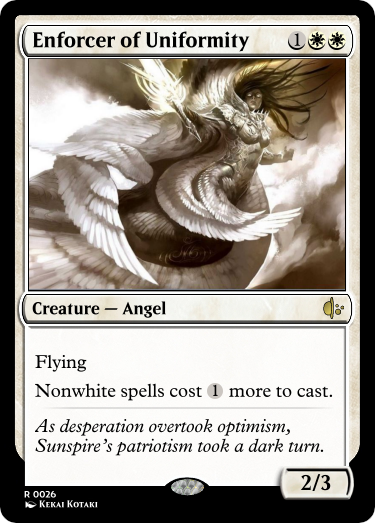 Enforcer of Uniformity 1
Creature — Angel
Flying
Nonwhite spells cost 1 more to cast.
As desperation overtook optimism,
Sunspire's patriotism took a dark turn.
2/3
R 0026
Kekai Kotaki